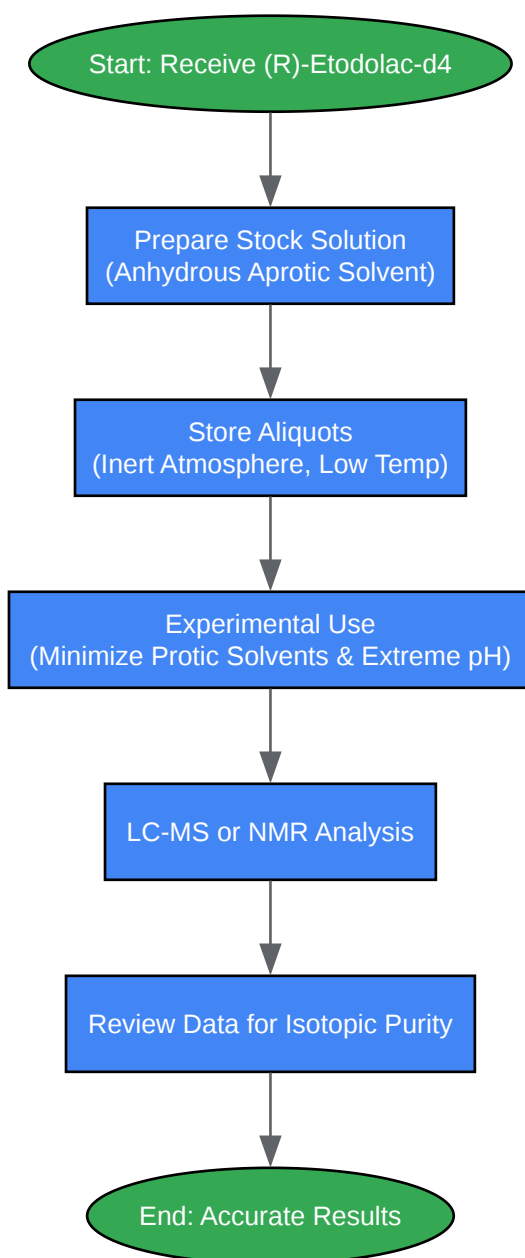 Start: Receive (R)-Etodolac-d4
Prepare Stock Solution
(Anhydrous Aprotic Solvent)
Store Aliquots
(Inert Atmosphere, Low Temp)
Experimental Use
(Minimize Protic Solvents & Extreme pH)
LC-MS or NMR Analysis
Review Data for Isotopic Purity
End: Accurate Results